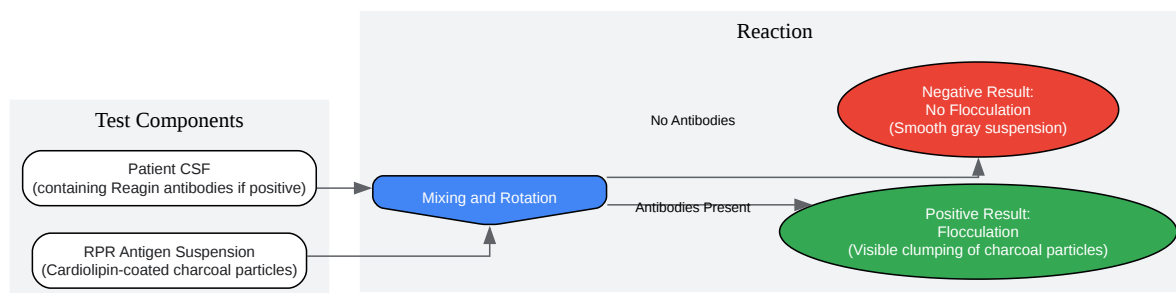 Reaction
Test Components
Patient CSF
(containing Reagin antibodies if positive)
RPR Antigen Suspension
(Cardiolipin-coated charcoal particles)
Mixing and Rotation
No Antibodies
Antibodies Present
Negative Result:
No Flocculation
(Smooth gray suspension)
Positive Result:
Flocculation
(Visible clumping of charcoal particles)